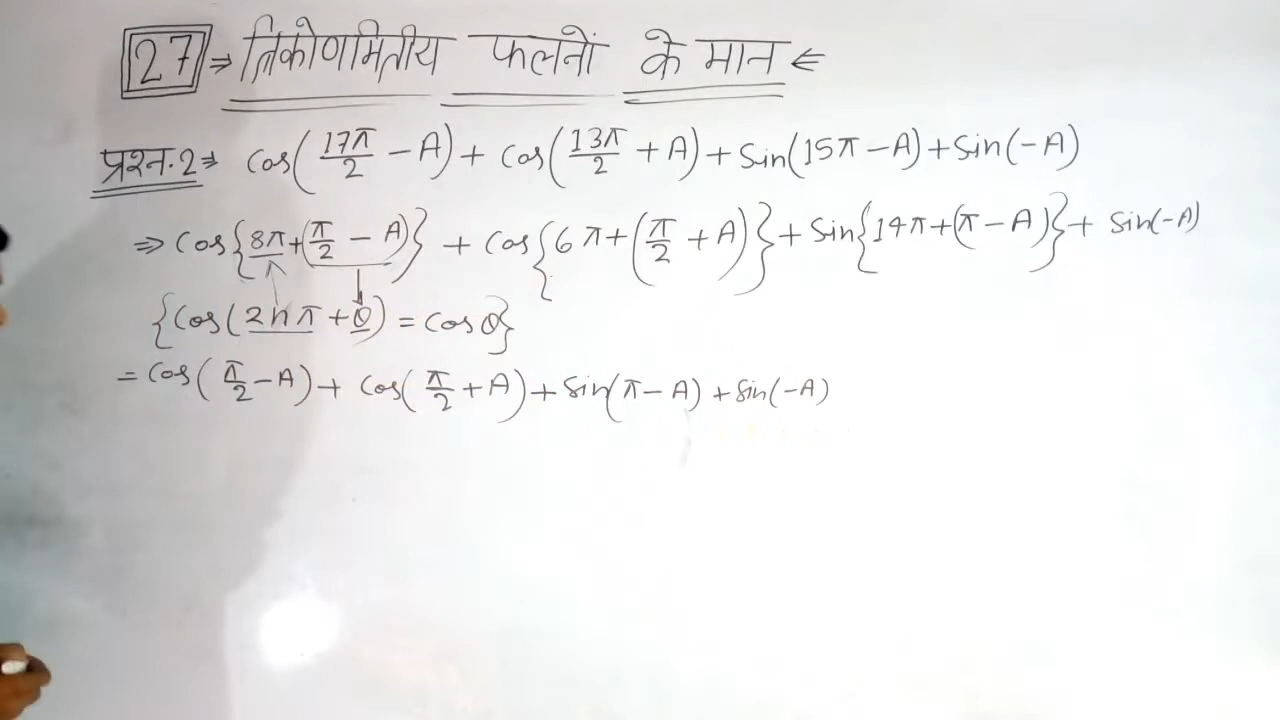 27 ⇒ त्रिकोणमितीय फलनों के मान ⇐
प्रश्न.2⇒ cos(17π/2 − A) + cos(13π/2 + A) + sin(15π − A) + sin(−A)
⇒ cos{8π + (π/2 − A)} + cos{6π + (π/2 + A)} + sin{14π + (π − A)} + sin(−A)
{cos(2nπ + θ) = cos θ}
= cos(π/2 − A) + cos(π/2 + A) + sin(π − A) + sin(−A)